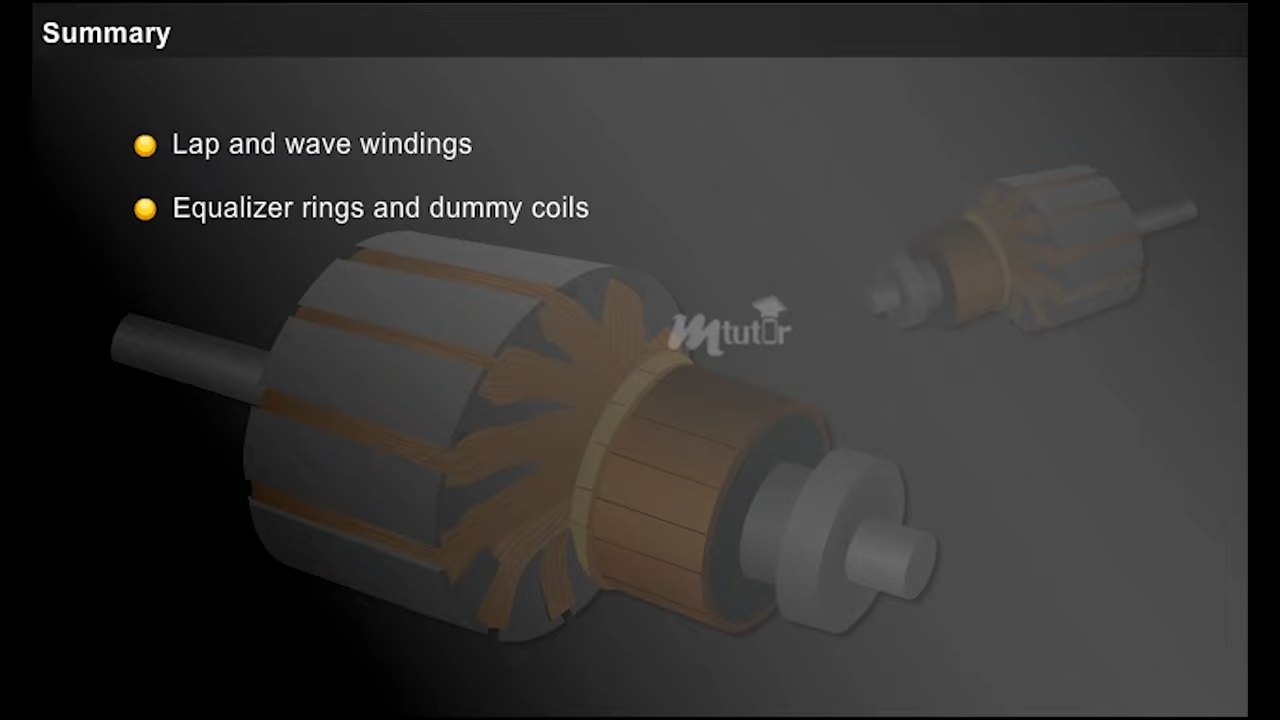 Summary
Lap and wave windings
Equalizer rings and dummy coils
Mtutor